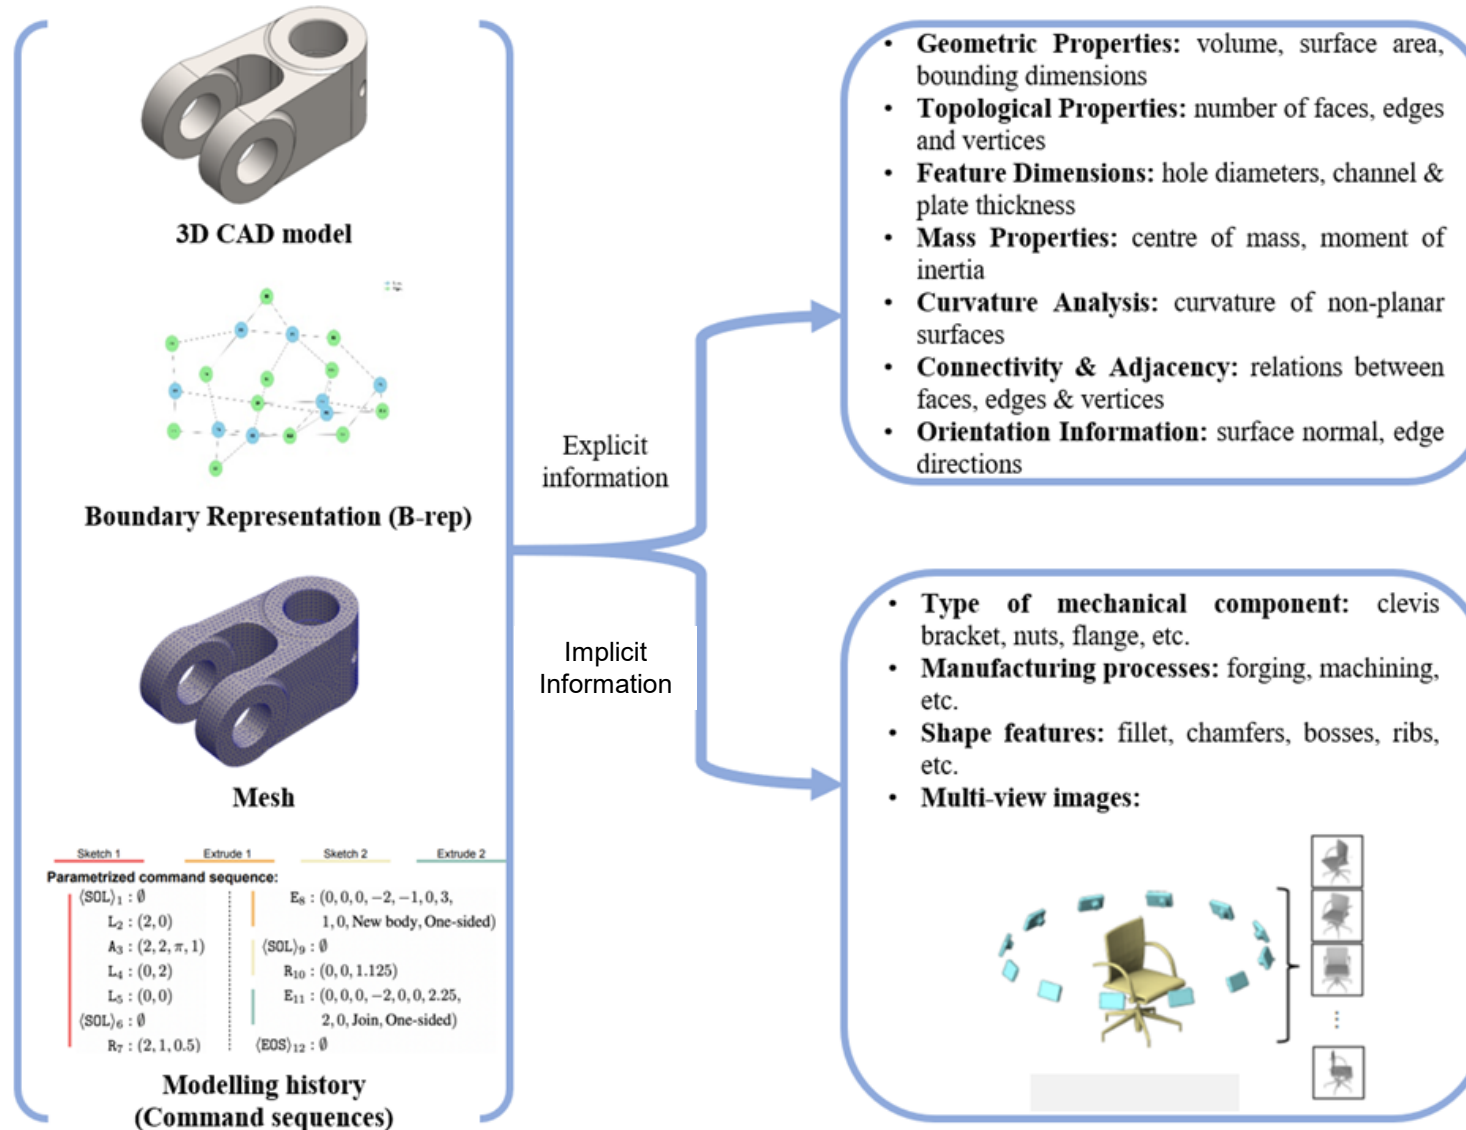 3D CAD model
Boundary Representation (B-rep)
Mesh
Sketch 1 Extrude 1 Sketch 2 Extrude 2
Parametrized command sequence:
⟨SOL⟩₁ : ∅
L₂ : (2, 0)
A₃ : (2, 2, π, 1)
L₄ : (0, 2)
L₅ : (0, 0)
⟨SOL⟩₆ : ∅
R₇ : (2, 1, 0.5)
E₈ : (0, 0, 0, −2, −1, 0, 3,
1, 0, New body, One-sided)
⟨SOL⟩₉ : ∅
R₁₀ : (0, 0, 1.125)
E₁₁ : (0, 0, 0, −2, 0, 0, 2.25,
2, 0, Join, One-sided)
⟨EOS⟩₁₂ : ∅
Modelling history
(Command sequences)
Explicit
information
Implicit
Information
• Geometric Properties: volume, surface area,
bounding dimensions
• Topological Properties: number of faces, edges
and vertices
• Feature Dimensions: hole diameters, channel &
plate thickness
• Mass Properties: centre of mass, moment of
inertia
• Curvature Analysis: curvature of non-planar
surfaces
• Connectivity & Adjacency: relations between
faces, edges & vertices
• Orientation Information: surface normal, edge
directions
• Type of mechanical component: clevis
bracket, nuts, flange, etc.
• Manufacturing processes: forging, machining,
etc.
• Shape features: fillet, chamfers, bosses, ribs,
etc.
• Multi-view images: